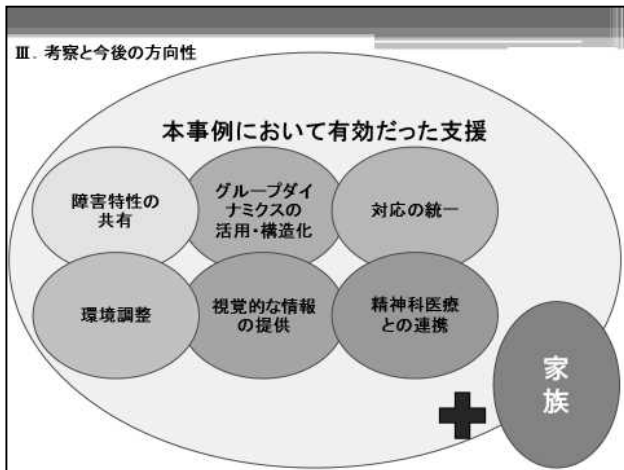 Ⅲ．考察と今後の方向性
本事例において有効だった支援
障害特性の
共有
グループダイ
ナミクスの
活用・構造化
対応の統一
環境調整
視覚的な情報
の提供
精神科医療
との連携
家
族